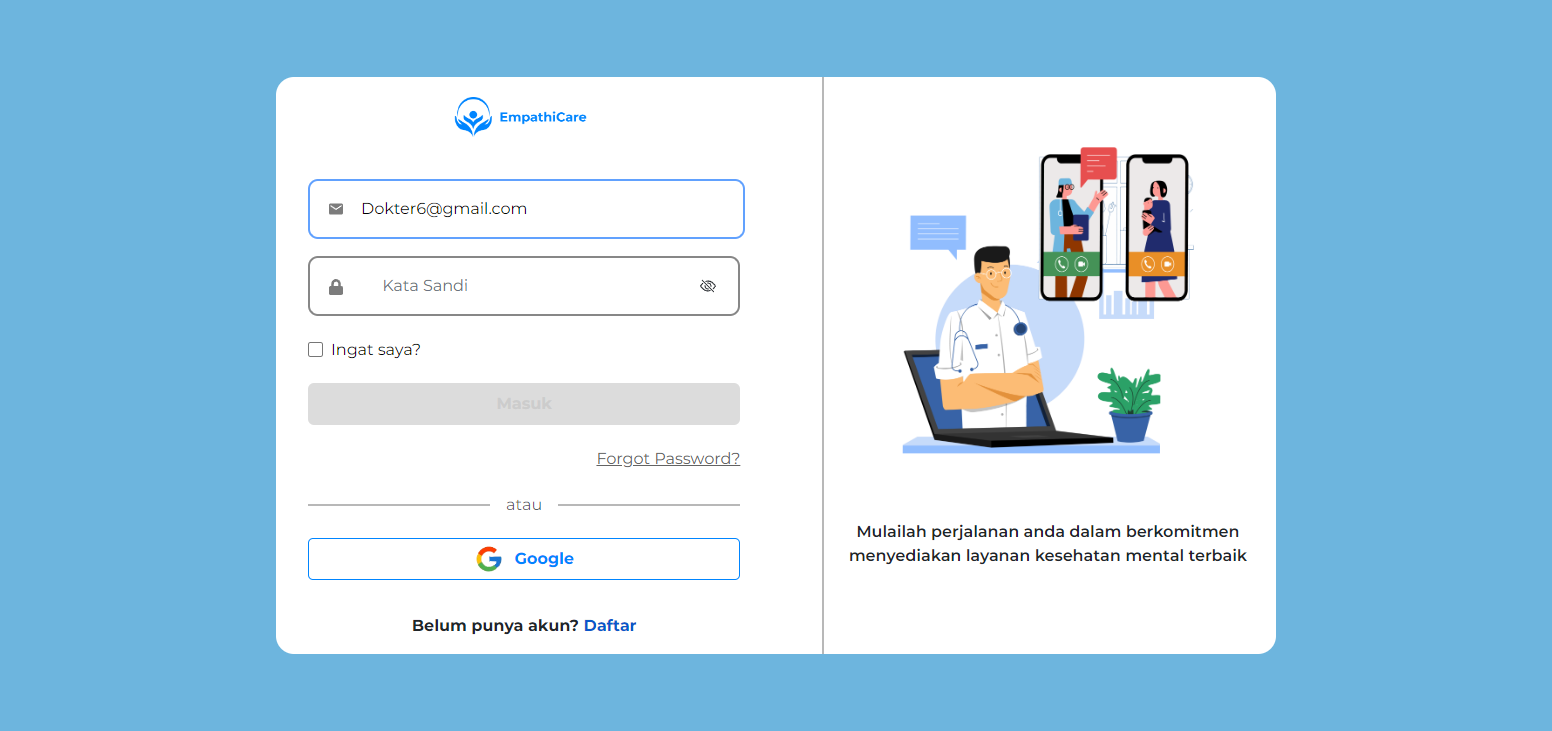 EmpathiCare
Dokter6@gmail.com
Kata Sandi
Ingat saya?
Masuk
Forgot Password?
atau
Google
Belum punya akun? Daftar
Mulailah perjalanan anda dalam berkomitmen
menyediakan layanan kesehatan mental terbaik